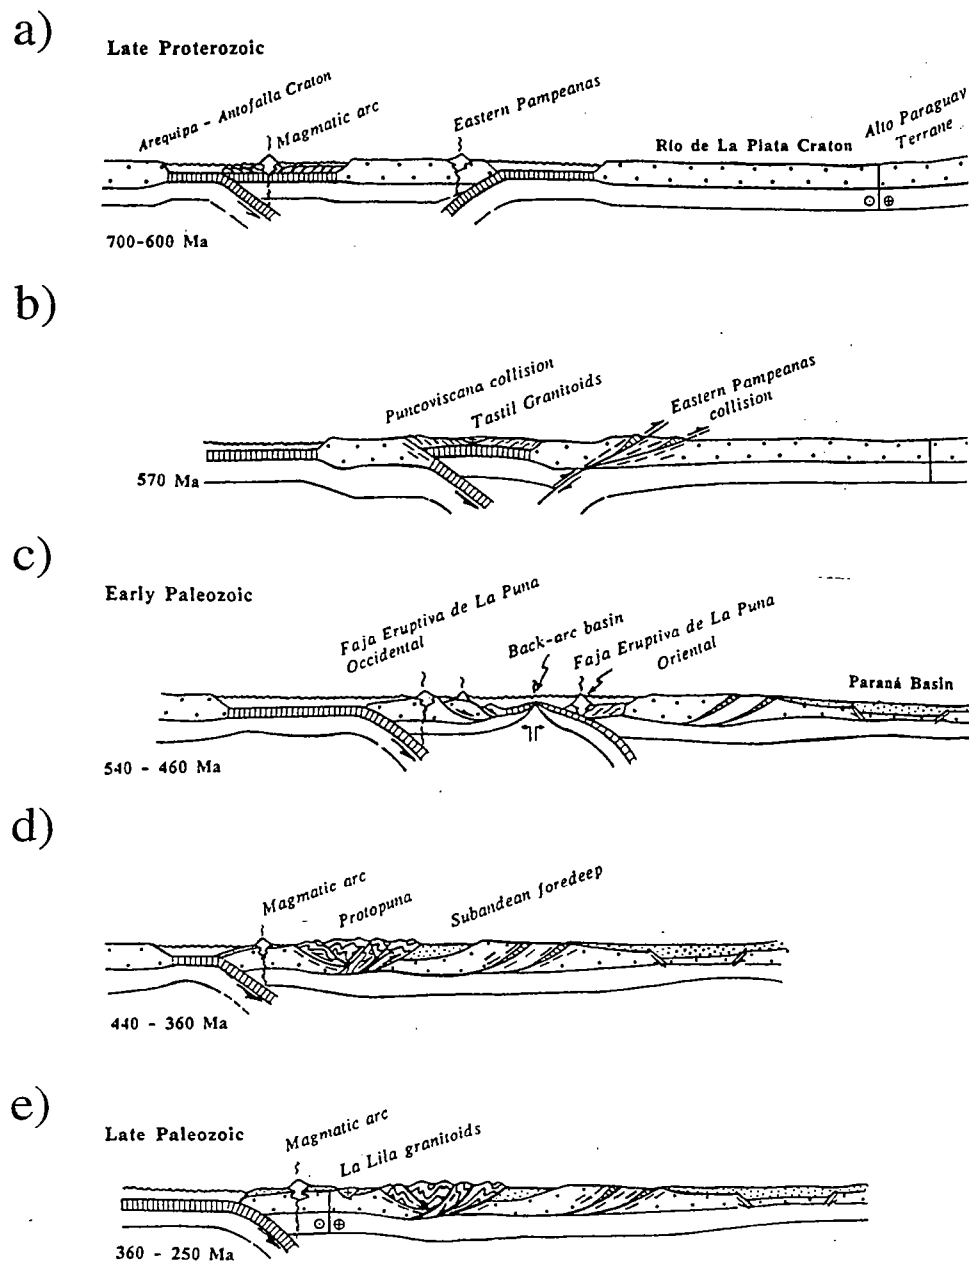 a)
Late Proterozoic
Arequipa - Antofalla Craton
Magmatic arc
Eastern Pampeanas
Río de La Plata Craton
Alto Paraguay
Terrane
700-600 Ma
b)
Puncoviscana collision
Tastil Granitoids
Eastern Pampeanas
collision
570 Ma
c)
Early Paleozoic
Faja Eruptiva de La Puna
Occidental
Back-arc basin
Faja Eruptiva de La Puna
Oriental
Paraná Basin
540 - 460 Ma
d)
Magmatic arc
Protopuna
Subandean foredeep
440 - 360 Ma
e)
Late Paleozoic
Magmatic arc
La Lila granitoids
360 - 250 Ma